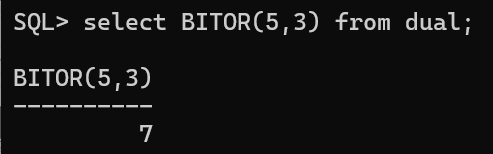 SQL> select BITOR(5,3) from dual;
BITOR(5,3)
----------
7